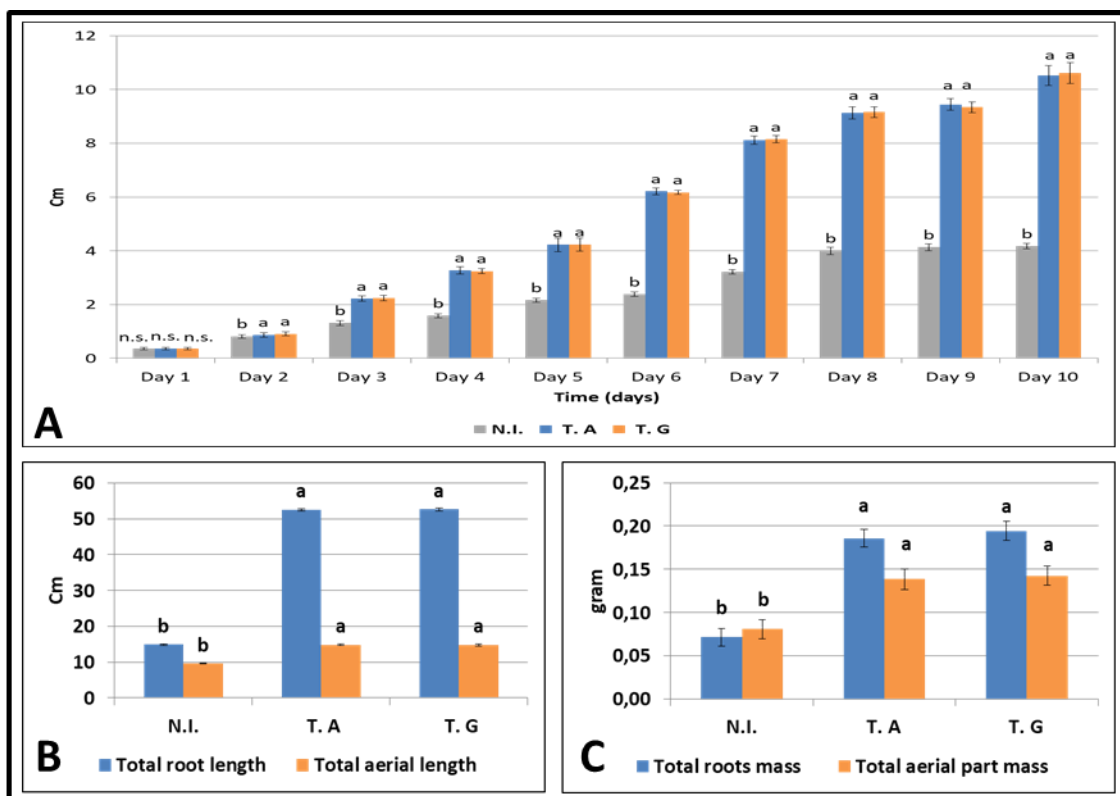 12
a a
a a
10
a a
a a
8
a a
Cm
6
a a
a a
4
b b b
a a
b
2
b b
b
b a a
n.s. n.s. n.s.
0
Day 1 Day 2 Day 3 Day 4 Day 5 Day 6 Day 7 Day 8 Day 9 Day 10
Time (days)
A
N.I. T. A T. G
60
a a
50
40
Cm
30
20
b a a
b
10
0
N.I. T. A T. G
B
Total root length Total aerial length
0,25
a a
0,20
a a
0,15
gram
b b
0,10
0,05
0,00
N.I. T. A T. G
C
Total roots mass Total aerial part mass